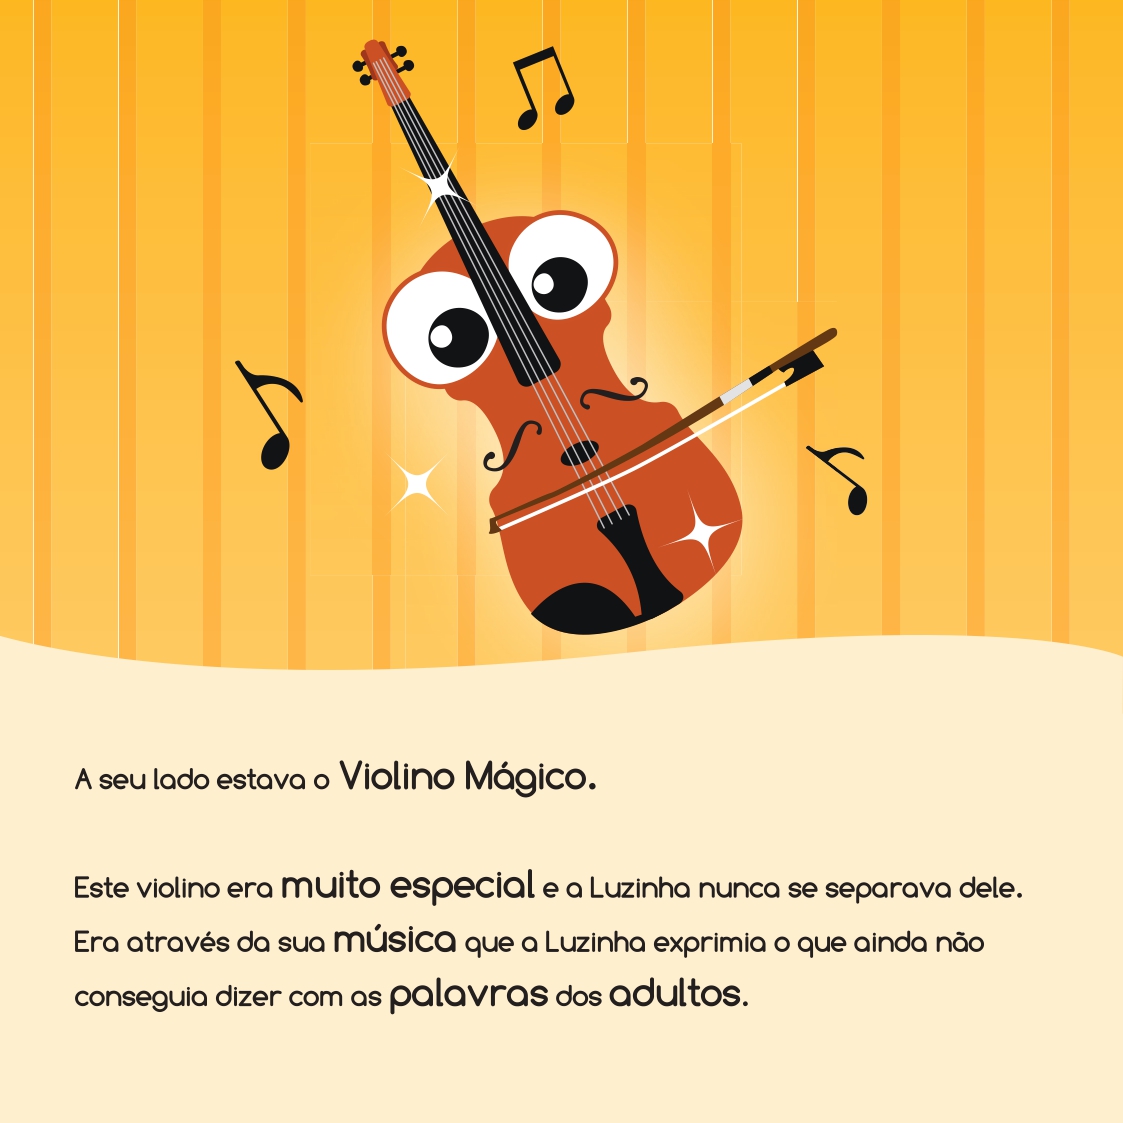 A seu lado estava o Violino Mágico.
Este violino era muito especial e a Luzinha nunca se separava dele.
Era através da sua música que a Luzinha exprimia o que ainda não
conseguia dizer com as palavras dos adultos.